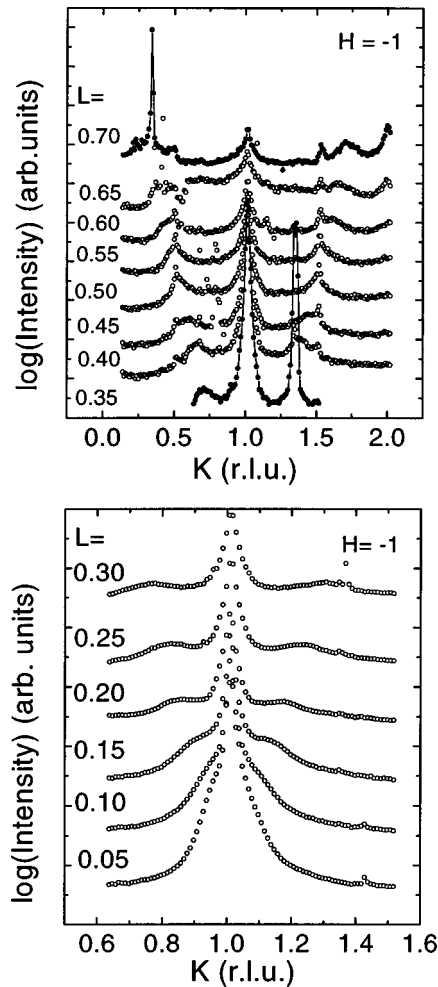 H = -1
L=
0.70
0.65
0.60
0.55
0.50
0.45
0.40
0.35
log(Intensity) (arb.units)
0.0 0.5 1.0 1.5 2.0
K (r.l.u.)
L= H= -1
0.30
0.25
0.20
0.15
0.10
0.05
log(Intensity) (arb. units)
0.6 0.8 1.0 1.2 1.4 1.6
K (r.l.u.)